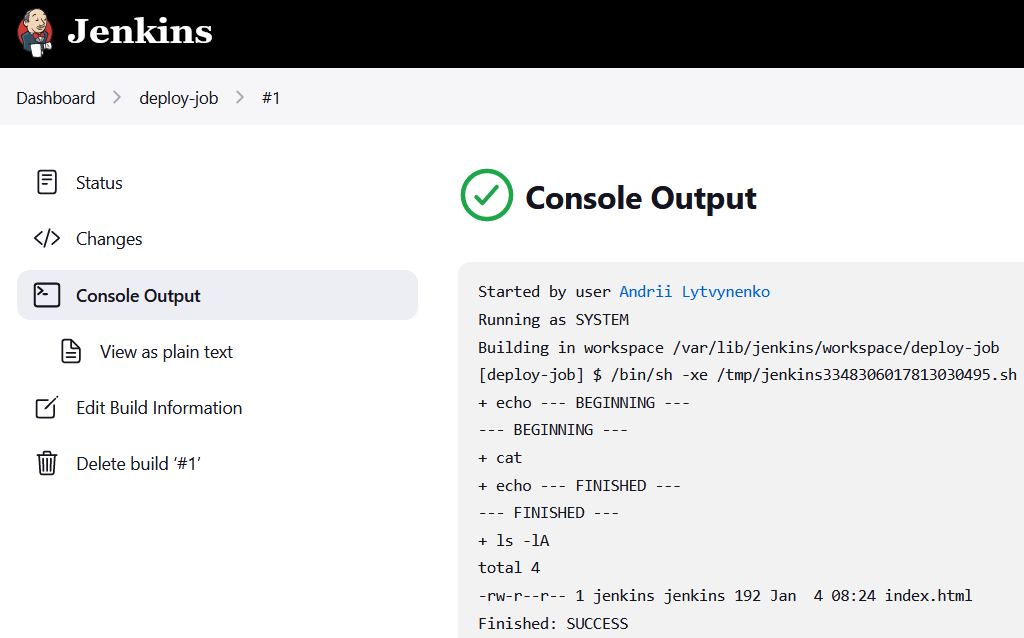 Jenkins
Dashboard > deploy-job > #1
Status
Changes
Console Output
View as plain text
Edit Build Information
Delete build ‘#1’
Console Output
Started by user Andrii Lytvynenko
Running as SYSTEM
Building in workspace /var/lib/jenkins/workspace/deploy-job
[deploy-job] $ /bin/sh -xe /tmp/jenkins3348306017813030495.sh
+ echo --- BEGINNING ---
--- BEGINNING ---
+ cat
+ echo --- FINISHED ---
--- FINISHED ---
+ ls -lA
total 4
-rw-r--r-- 1 jenkins jenkins 192 Jan  4 08:24 index.html
Finished: SUCCESS